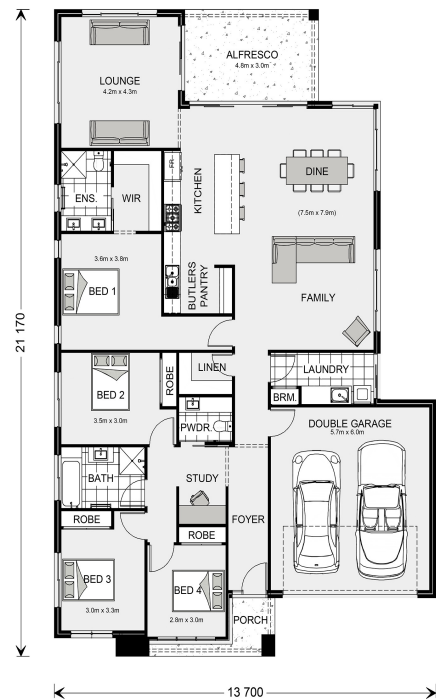 ALFRESCO
4.8m x 3.0m
LOUNGE
4.2m x 4.3m
FR
DINE
KITCHEN
ENS.
WIR
(7.5m x 7.9m)
3.6m x 3.8m
BUTLERS
PANTRY
BED 1
FAMILY
21 170
LINEN
LAUNDRY
ROBE
BED 2
BRM.
3.5m x 3.0m
PWDR.
DOUBLE GARAGE
5.7m x 6.0m
BATH
STUDY
ROBE
FOYER
ROBE
BED 3
BED 4
3.0m x 3.3m
2.8m x 3.0m
PORCH
13 700